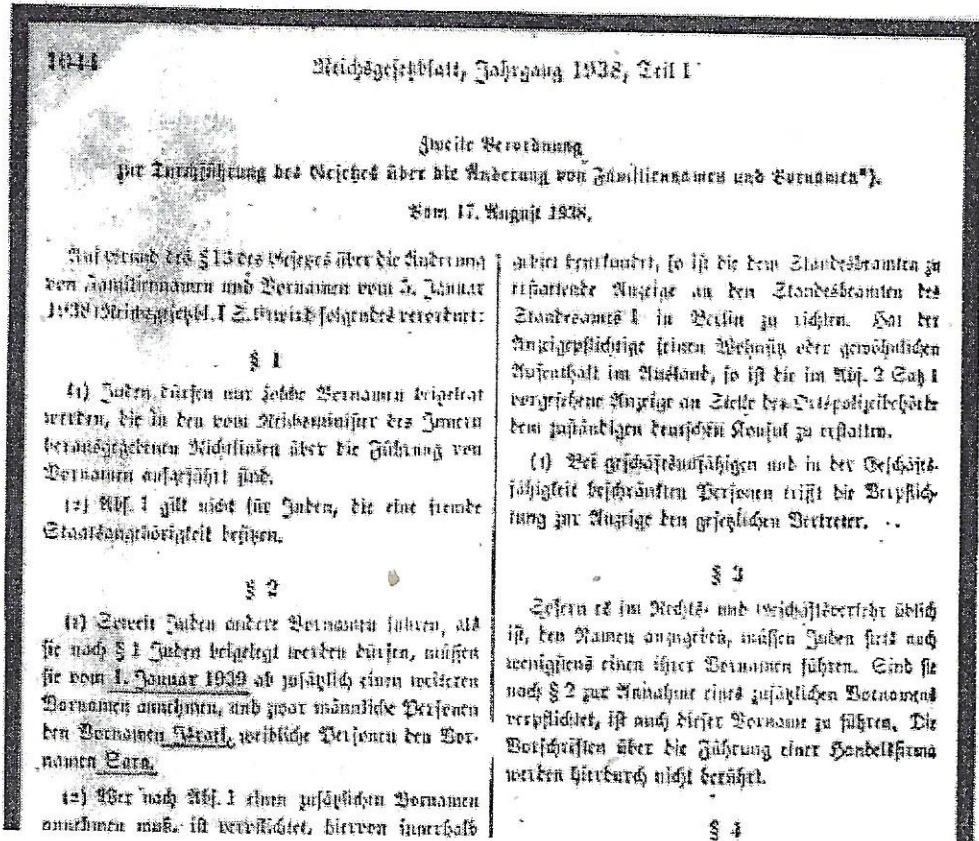 1044
Reichsgesetzblatt, Jahrgang 1938, Teil I
Zweite Verordnung
zur Durchführung des Gesetzes über die Änderung von Familiennamen und Vornamen*).
Vom 17. August 1938.
Auf Grund des § 13 des Gesetzes über die Änderung
von Familiennamen und Vornamen vom 5. Januar
1938 (Reichsgesetzbl. I S. 9) wird folgendes verordnet:
§ 1
(1) Juden dürfen nur solche Vornamen beigelegt
werden, die in den vom Reichsminister des Innern
herausgegebenen Richtlinien über die Führung von
Vornamen aufgeführt sind.
(2) Abs. 1 gilt nicht für Juden, die eine fremde
Staatsangehörigkeit besitzen.
§ 2
(1) Soweit Juden andere Vornamen führen, als
sie nach § 1 Juden beigelegt werden dürfen, müssen
sie vom 1. Januar 1939 ab zusätzlich einen weiteren
Vornamen annehmen, und zwar männliche Personen
den Vornamen Israel, weibliche Personen den Vor-
namen Sara.
(2) Wer nach Abs. 1 einen zusätzlichen Vornamen
annehmen muß, ist verpflichtet, hiervon innerhalb
gebiet beurkundet, so ist die dem Standesbeamten zu
erstattende Anzeige an den Standesbeamten des
Standesamts I in Berlin zu richten. Hat der
Anzeigepflichtige seinen Wohnsitz oder gewöhnlichen
Aufenthalt im Ausland, so ist die im Abs. 2 Satz 1
vorgesehene Anzeige an Stelle der Ortspolizeibehörde
dem zuständigen deutschen Konsul zu erstatten.
(4) Bei geschäftsunfähigen und in der Geschäfts-
fähigkeit beschränkten Personen trifft die Verpflich-
tung zur Anzeige den gesetzlichen Vertreter.
§ 3
Sofern es im Rechts- und Geschäftsverkehr üblich
ist, den Namen anzugeben, müssen Juden stets auch
wenigstens einen ihrer Vornamen führen. Sind sie
nach § 2 zur Annahme eines zusätzlichen Vornamens
verpflichtet, ist auch dieser Vorname zu führen. Die
Vorschriften über die Führung einer Handelsfirma
werden hierdurch nicht berührt.
§ 4